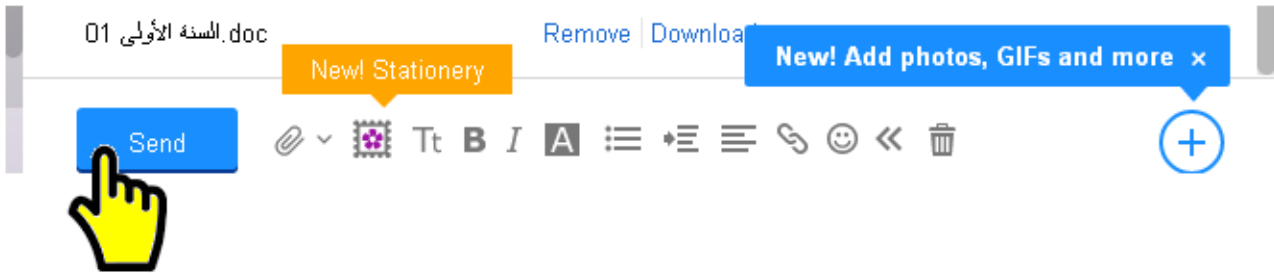 01 السنة الأولى.doc
Remove
Download
New! Add photos, GIFs and more ×
New! Stationery
Send
Tt B I A